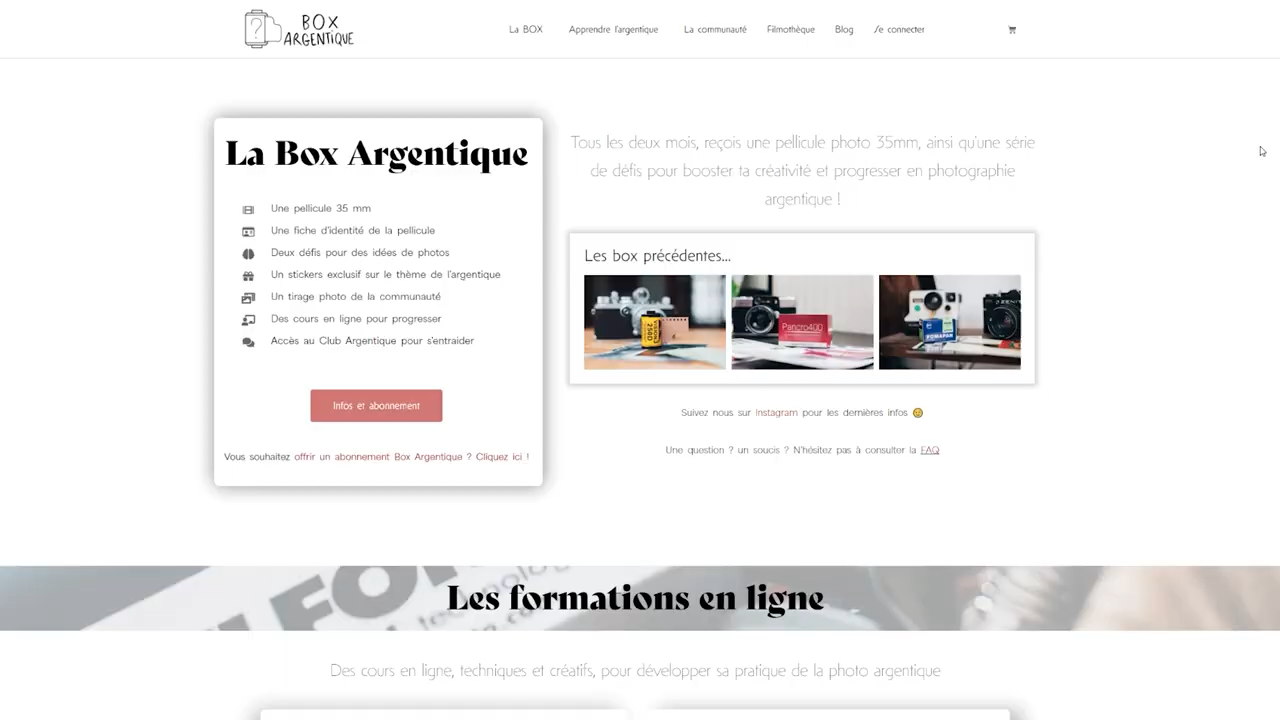 BOX
ARGENTIQUE
La BOX
Apprendre l'argentique
La communauté
Filmothèque
Blog
Se connecter
La Box Argentique
Une pellicule 35 mm
Une fiche d'identité de la pellicule
Deux défis pour des idées de photos
Un stickers exclusif sur le thème de l'argentique
Un tirage photo de la communauté
Des cours en ligne pour progresser
Accès au Club Argentique pour s'entraider
Infos et abonnement
Vous souhaitez offrir un abonnement Box Argentique ? Cliquez ici !
Tous les deux mois, reçois une pellicule photo 35mm, ainsi qu'une série
de défis pour booster ta créativité et progresser en photographie
argentique !
Les box précédentes...
250D
Pancro400
FOMAPAN
ZENIT
Suivez nous sur Instagram pour les dernières infos 🙂
Une question ? un soucis ? N'hésitez pas à consulter la FAQ
Les formations en ligne
Des cours en ligne, techniques et créatifs, pour développer sa pratique de la photo argentique